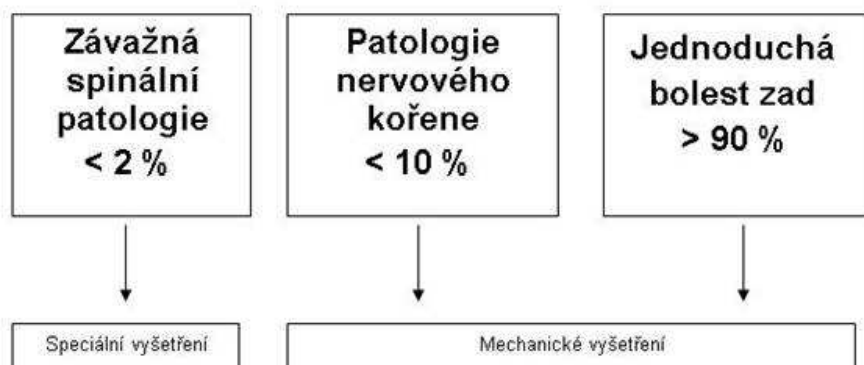 Závažná
spinální
patologie
< 2 %
Patologie
nervového
kořene
< 10 %
Jednoduchá
bolest zad
> 90 %
Speciální vyšetření
Mechanické vyšetření